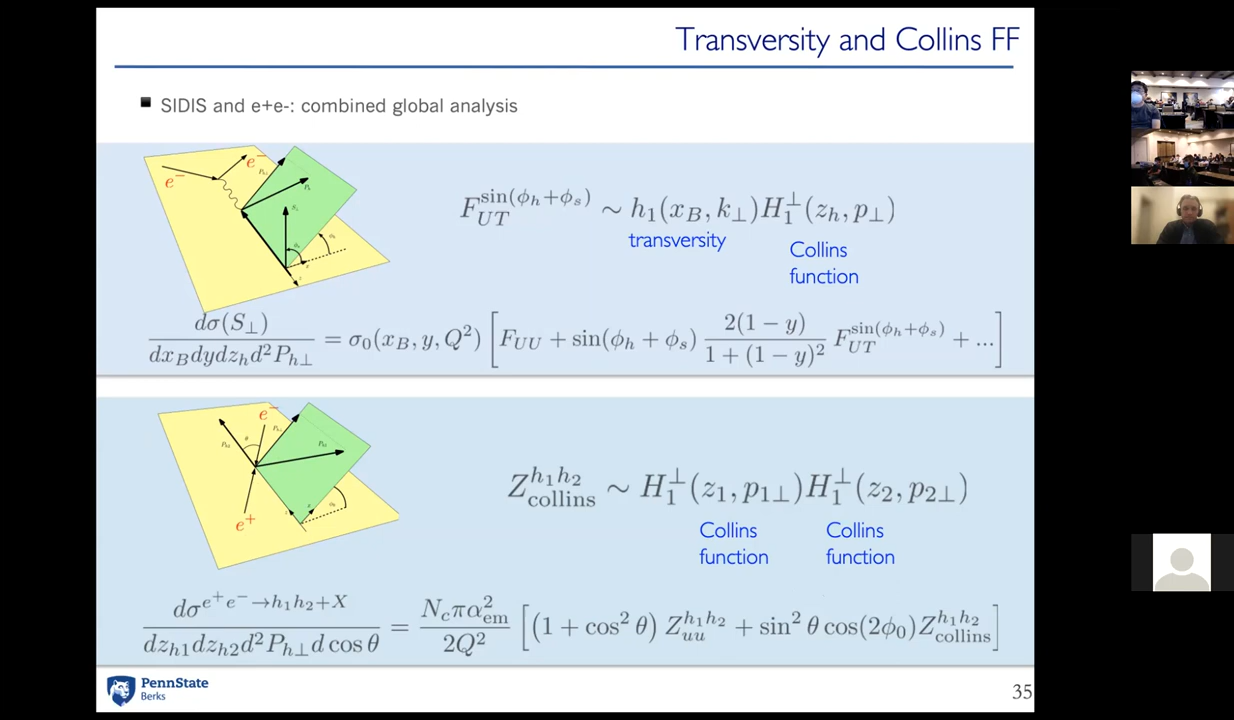 Transversity and Collins FF
SIDIS and e+e-: combined global analysis
e⁻
e⁻
F_{UT}^{sin(ϕ_h+ϕ_s)} ∼ h_1(x_B, k_⊥)H_1^⊥(z_h, p_⊥)
transversity
Collins
function
dσ(S_⊥)
dx_B dy dz_h d²P_{h⊥}
= σ_0(x_B, y, Q²) [F_{UU} + sin(ϕ_h + ϕ_s) 2(1 − y) / 1 + (1 − y)² F_{UT}^{sin(ϕ_h+ϕ_s)} + ...]
e⁻
e⁺
Z_{collins}^{h_1h_2} ∼ H_1^⊥(z_1, p_{1⊥})H_1^⊥(z_2, p_{2⊥})
Collins
function
Collins
function
dσ^{e⁺e⁻→h_1h_2+X}
dz_{h1}dz_{h2}d²P_{h⊥}d cos θ
= N_cπα_{em}² / 2Q² [(1 + cos² θ) Z_{uu}^{h_1h_2} + sin² θ cos(2ϕ_0)Z_{collins}^{h_1h_2}]
PennState
Berks
35